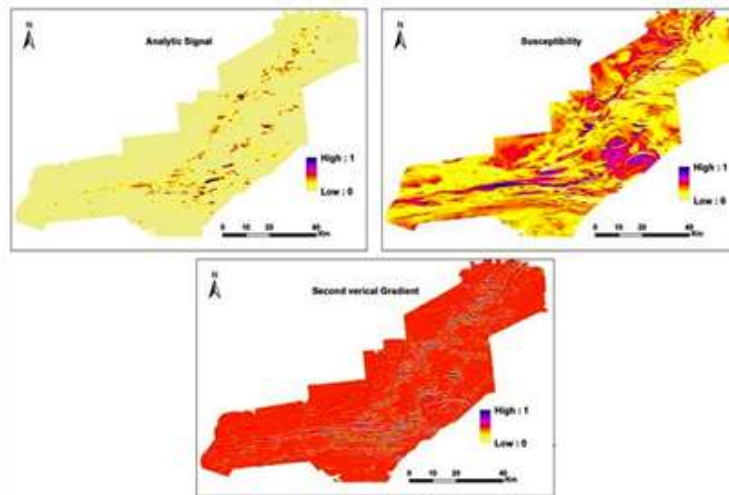 N
Analytic Signal
High : 1
Low : 0
0 10 20 40
Km
N
Susceptibility
High : 1
Low : 0
0 10 20 40
Km
N
Second verical Gradient
High : 1
Low : 0
0 10 20 40
Km